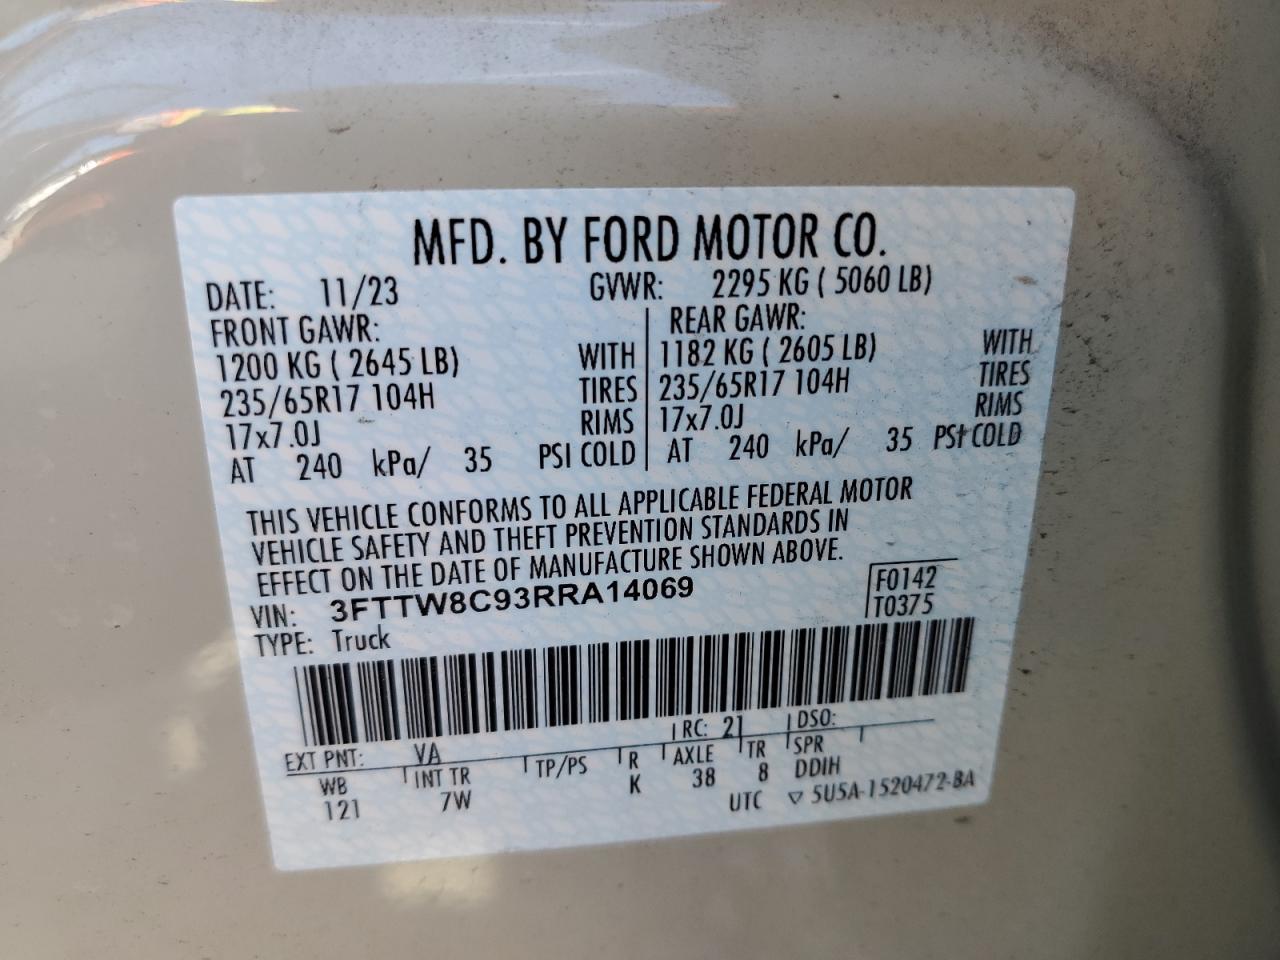 MFD. BY FORD MOTOR CO.
DATE: 11/23 GVWR: 2295 KG ( 5060 LB)
FRONT GAWR: REAR GAWR:
1200 KG ( 2645 LB) WITH 1182 KG ( 2605 LB) WITH
235/65R17 104H TIRES 235/65R17 104H TIRES
17x7.0J RIMS 17x7.0J RIMS
AT 240 kPa/ 35 PSI COLD AT 240 kPa/ 35 PSI COLD
THIS VEHICLE CONFORMS TO ALL APPLICABLE FEDERAL MOTOR
VEHICLE SAFETY AND THEFT PREVENTION STANDARDS IN
EFFECT ON THE DATE OF MANUFACTURE SHOWN ABOVE.
VIN: 3FTTW8C93RRA14069 F0142
TYPE: Truck T0375
EXT PNT: VA RC: 21 DSO:
WB INT TR TP/PS R AXLE TR SPR
121 7W K 38 8 DDIH
UTC ▽ 5U5A-1520472-BA